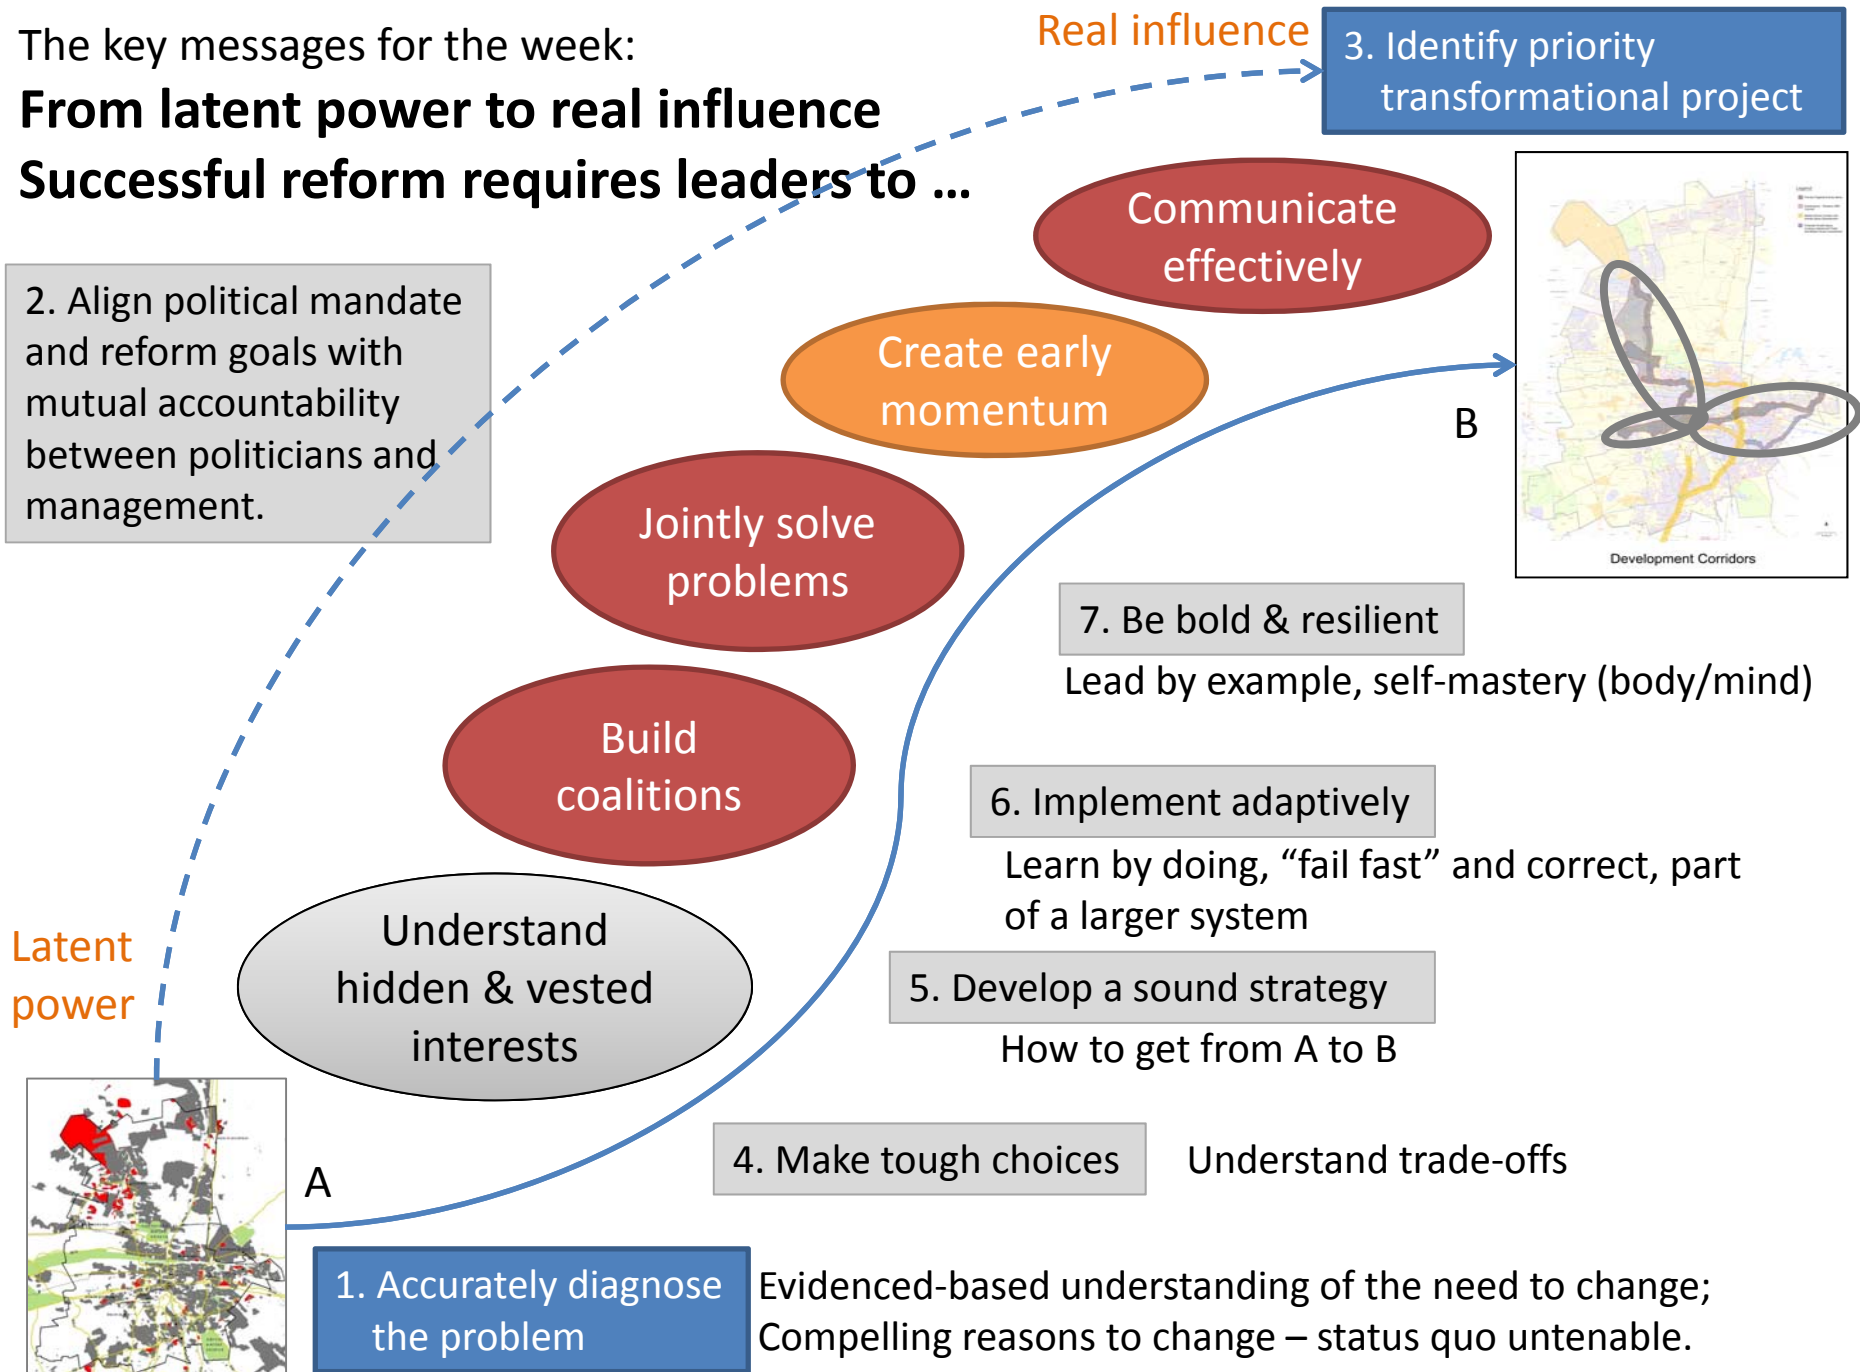 The key messages for the week:
From latent power to real influence
Successful reform requires leaders to ...
Real influence
3. Identify priority
transformational project
2. Align political mandate
and reform goals with
mutual accountability
between politicians and
management.
Communicate
effectively
Create early
momentum
Jointly solve
problems
Build
coalitions
Understand
hidden & vested
interests
Latent
power
B
Development Corridors
7. Be bold & resilient
Lead by example, self-mastery (body/mind)
6. Implement adaptively
Learn by doing, “fail fast” and correct, part
of a larger system
5. Develop a sound strategy
How to get from A to B
4. Make tough choices
Understand trade-offs
A
1. Accurately diagnose
the problem
Evidenced-based understanding of the need to change;
Compelling reasons to change – status quo untenable.